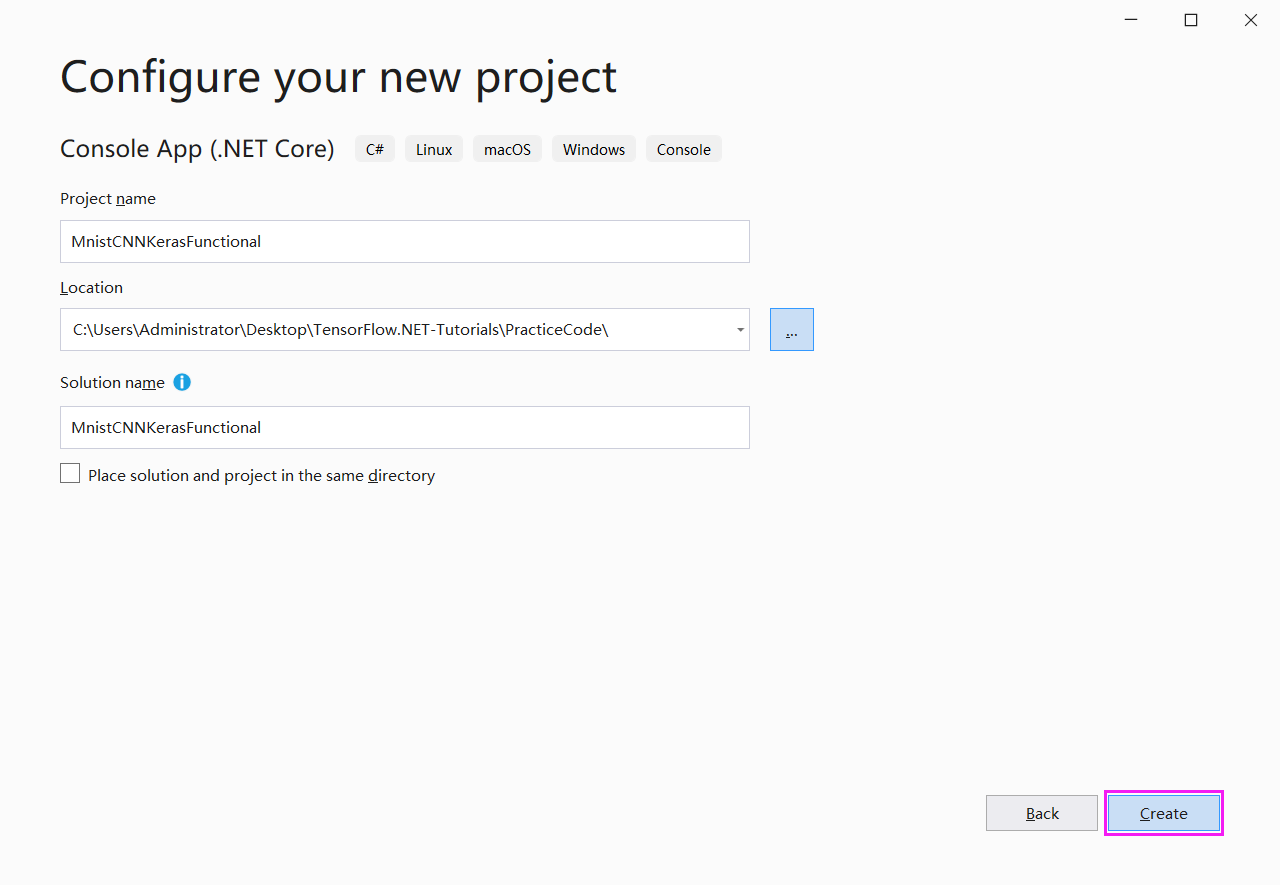 Configure your new project
Console App (.NET Core) C# Linux macOS Windows Console
Project name
MnistCNNKerasFunctional
Location
C:\Users\Administrator\Desktop\TensorFlow.NET-Tutorials\PracticeCode\
...
Solution name
MnistCNNKerasFunctional
Place solution and project in the same directory
Back Create